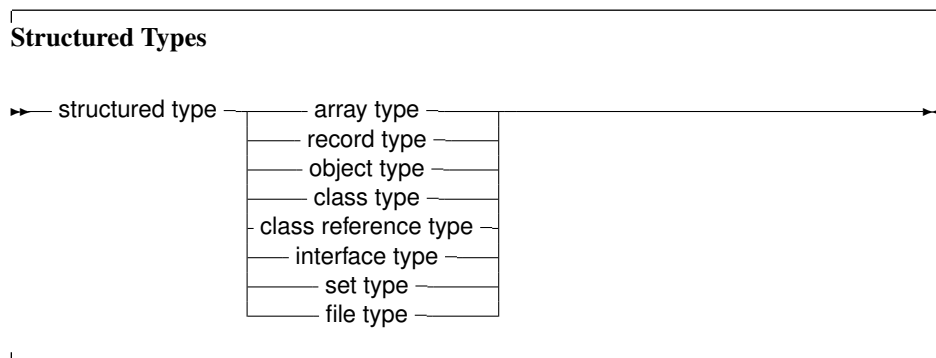 Structured Types
structured type array type
record type
object type
class type
class reference type
interface type
set type
file type